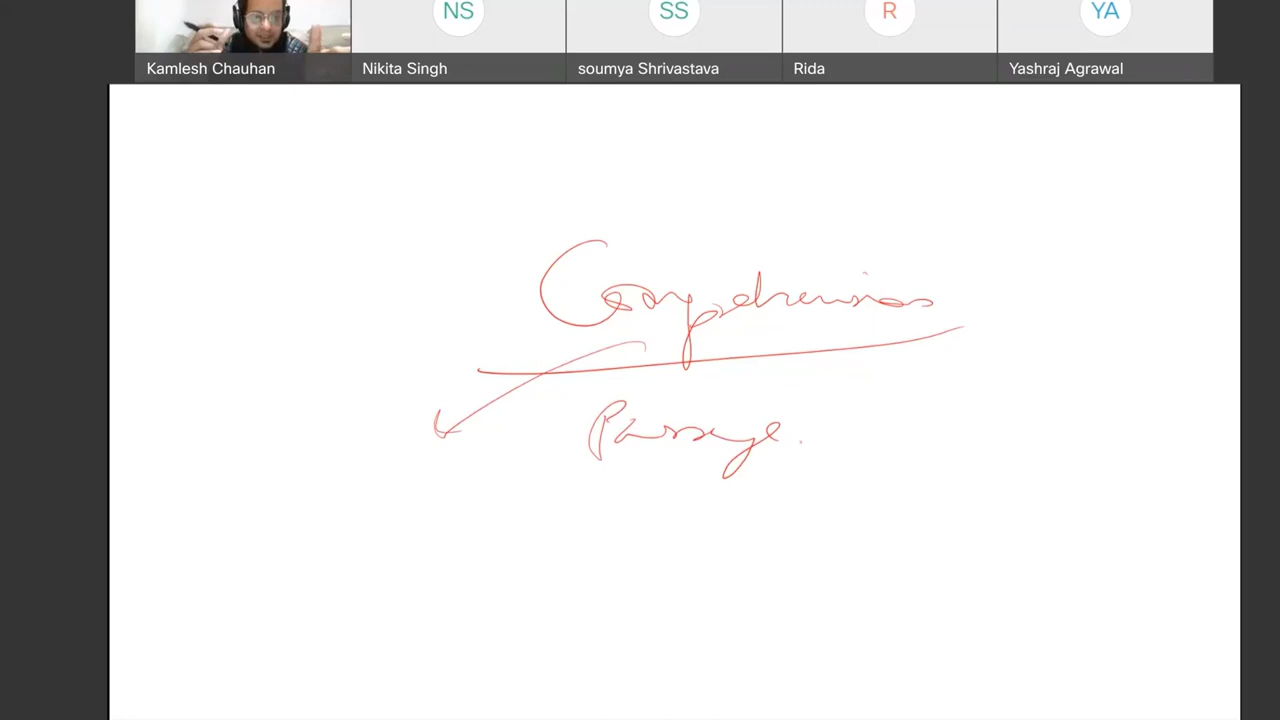 NS SS R YA
Kamlesh Chauhan Nikita Singh soumya Shrivastava Rida Yashraj Agrawal
Comprehension
Passage